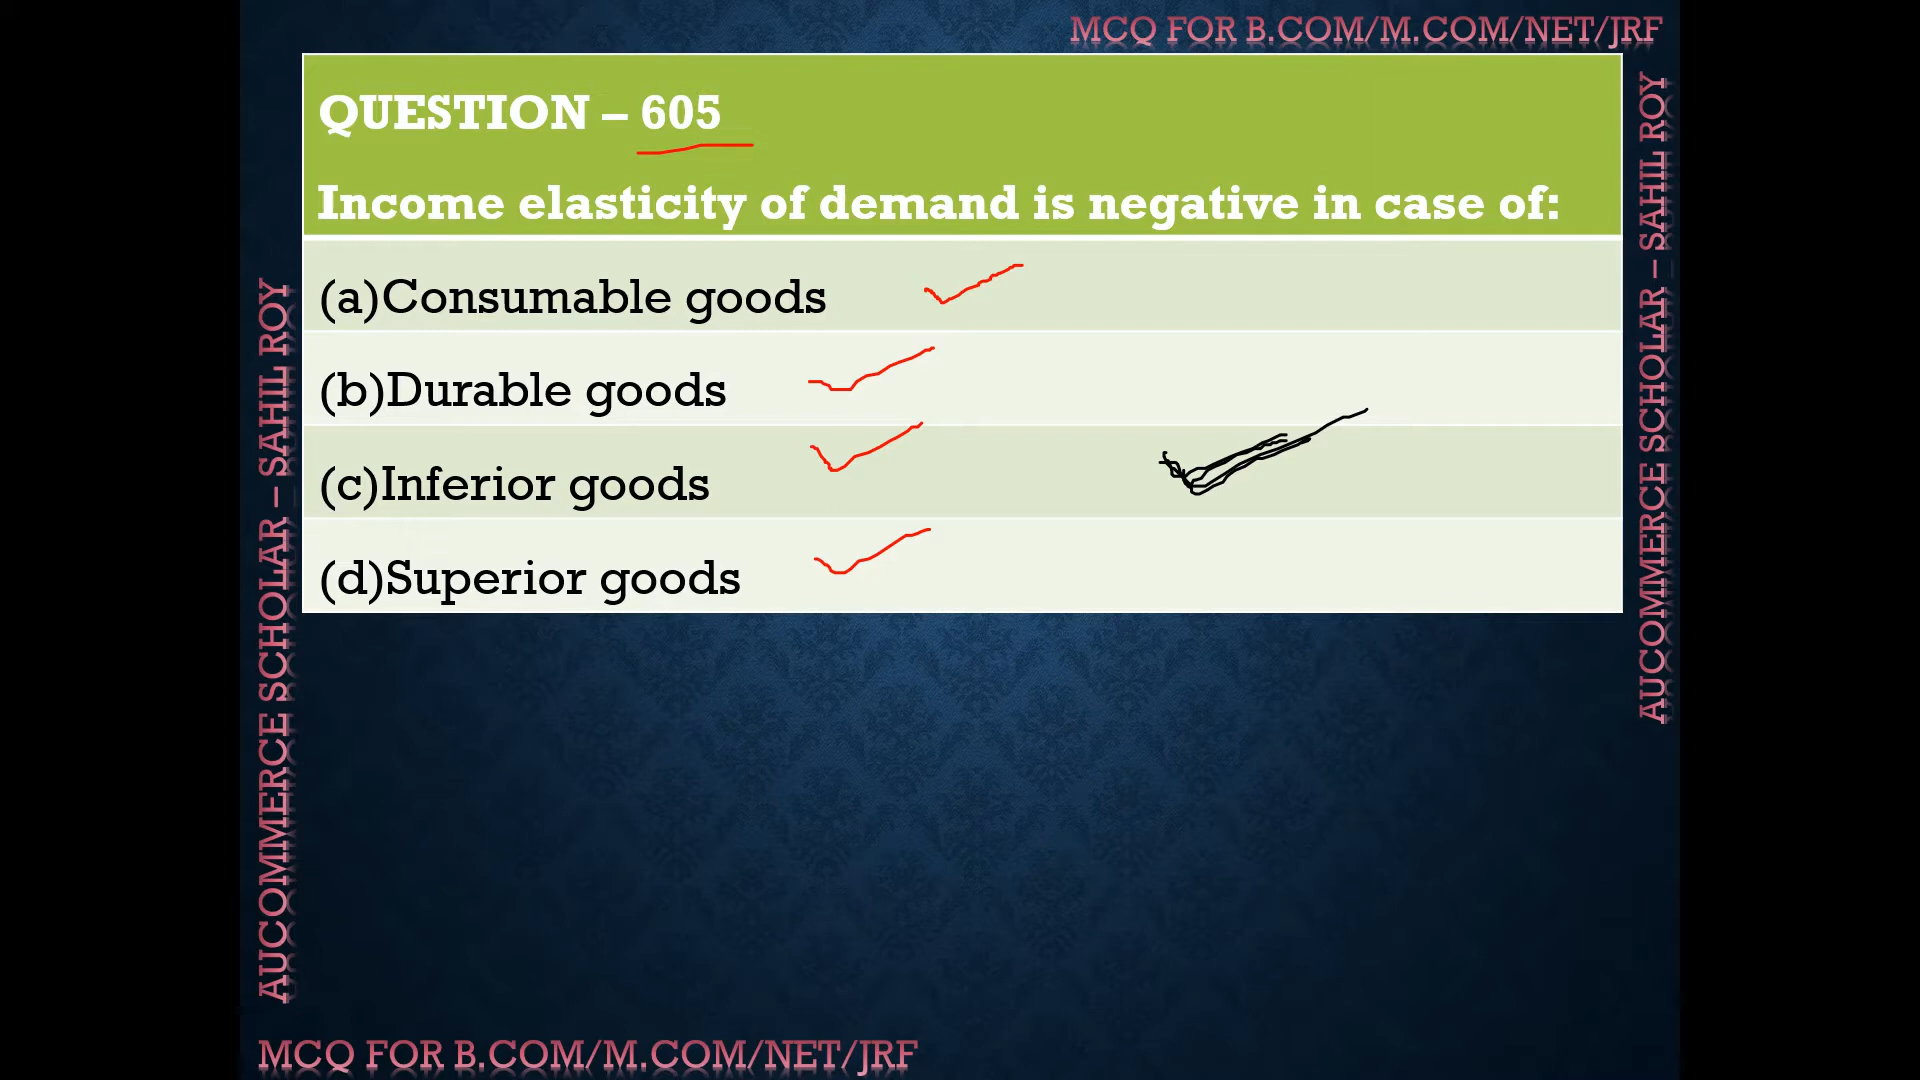 MCQ FOR B.COM/M.COM/NET/JRF
QUESTION – 605
Income elasticity of demand is negative in case of:
(a)Consumable goods
(b)Durable goods
(c)Inferior goods
(d)Superior goods
AUCOMMERCE SCHOLAR – SAHIL ROY
AUCOMMERCE SCHOLAR – SAHIL ROY
MCQ FOR B.COM/M.COM/NET/JRF